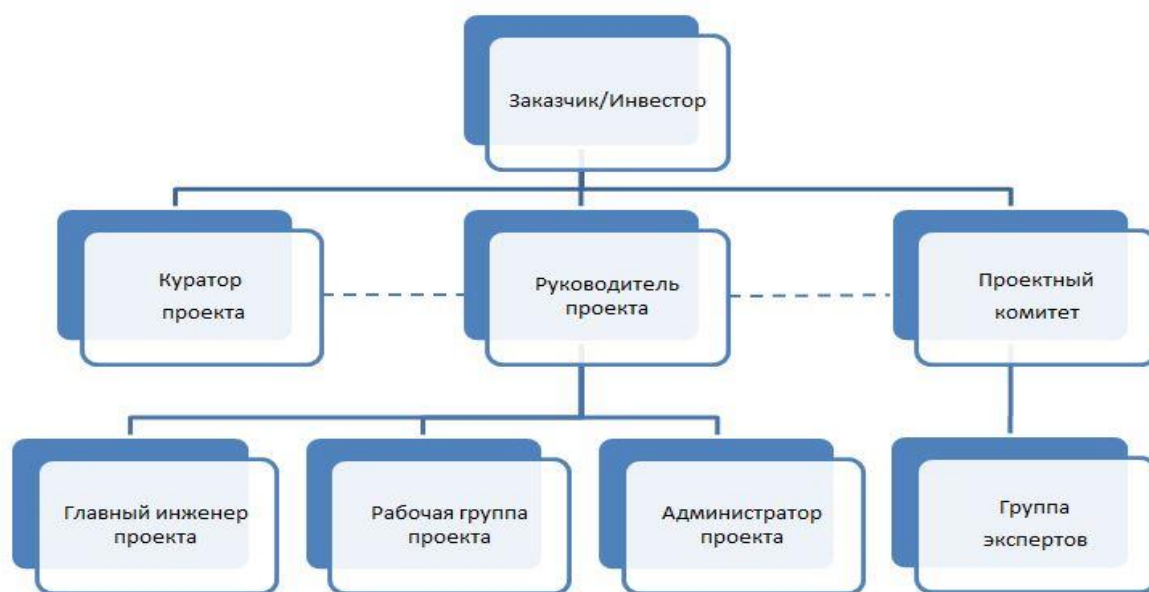 Заказчик/Инвестор
Куратор
проекта
Руководитель
проекта
Проектный
комитет
Главный инженер
проекта
Рабочая группа
проекта
Администратор
проекта
Группа
экспертов